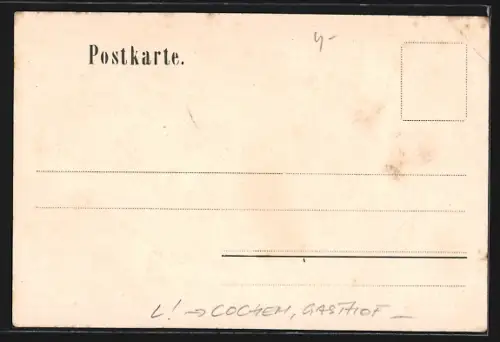 Postkarte.
4-
L! → COCHEM, GASTHOF -